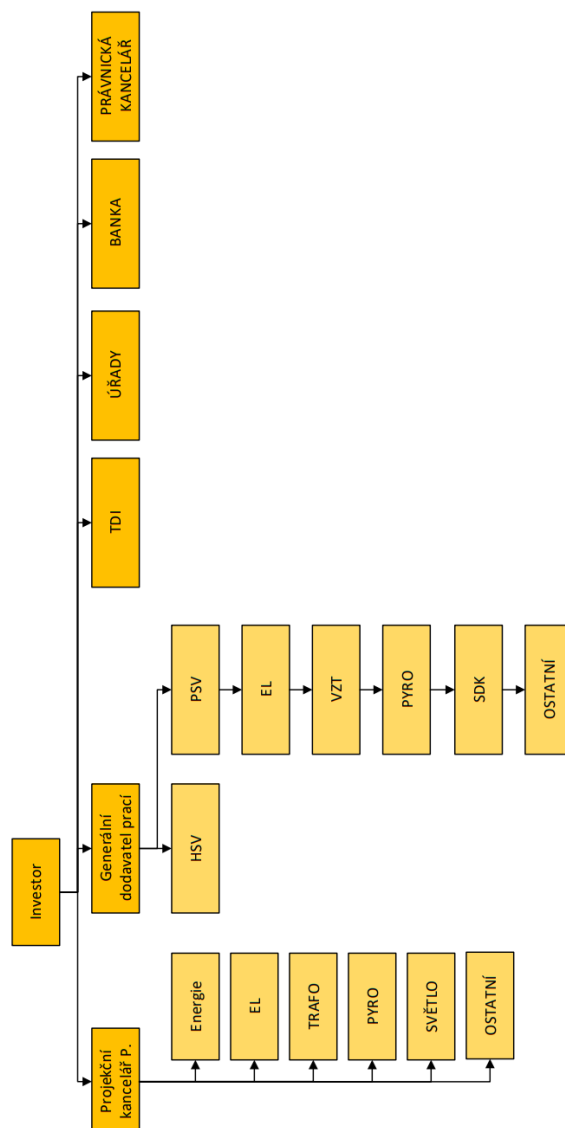 Investor
Projekční
kancelář P.
Generální
dodavatel prací
TDI
ÚŘADY
BANKA
PRÁVNICKÁ
KANCELÁŘ
Energie
EL
TRAFO
PYRO
SVĚTLO
OSTATNÍ
HSV
PSV
EL
VZT
PYRO
SDK
OSTATNÍ